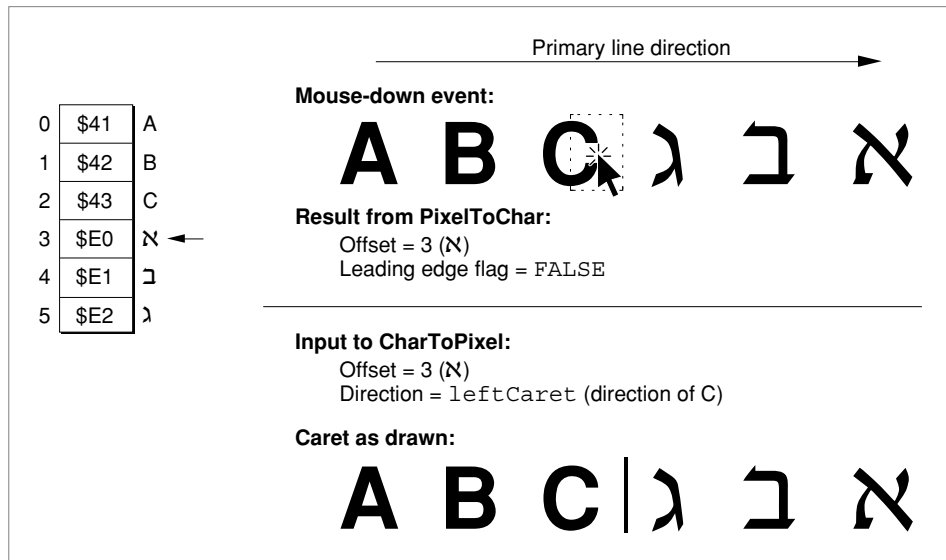 Primary line direction
Mouse-down event:
A B C ג ב א
0 $41 A
1 $42 B
2 $43 C
3 $E0 א
4 $E1 ב
5 $E2 ג
Result from PixelToChar:
Offset = 3 (א)
Leading edge flag = FALSE
Input to CharToPixel:
Offset = 3 (א)
Direction = leftCaret (direction of C)
Caret as drawn:
A B C ג ב א